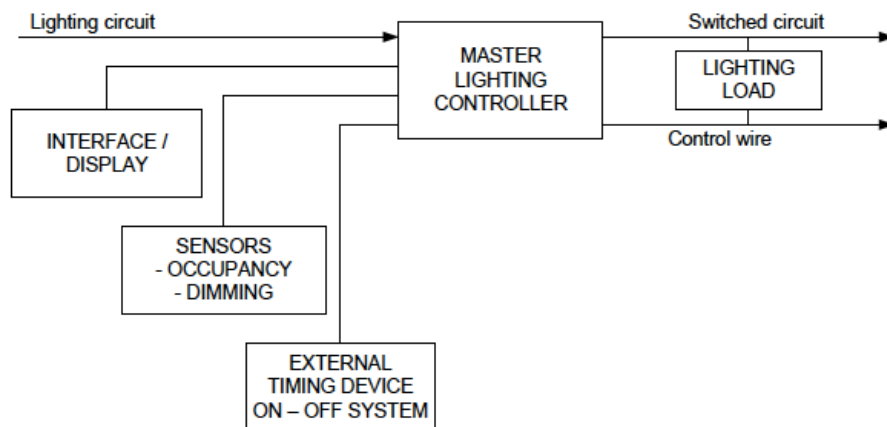 Lighting circuit
Switched circuit
MASTER
LIGHTING
CONTROLLER
LIGHTING
LOAD
Control wire
INTERFACE /
DISPLAY
SENSORS
- OCCUPANCY
- DIMMING
EXTERNAL
TIMING DEVICE
ON – OFF SYSTEM